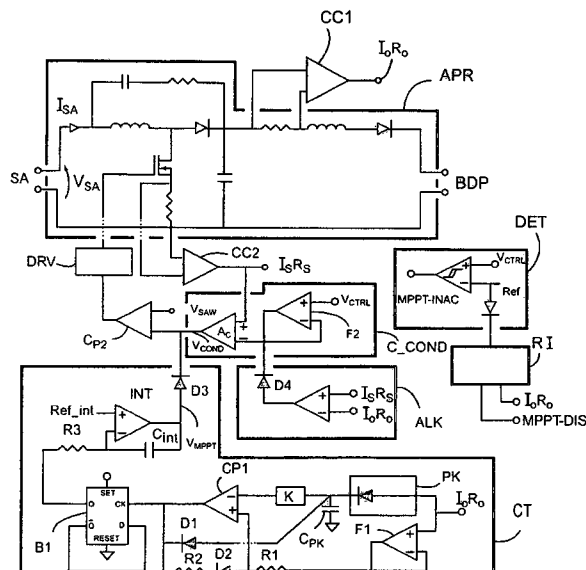 CC1
IoRo
APR
ISA
SA
VSA
BDP
DRV
CC2
ISRS
DET
VCTRL
Ref
MPPT-INAC
VSAW
CP2
VCOND
AC
+
-
VCTRL
F2
C_COND
RI
IoRo
MPPT-DIS
D3
D4
+
-
ISRS
IoRo
ALK
INT
Ref_int
+
-
R3
Cint
VMPPT
CP1
K
PK
IoRo
CT
CPK
F1
+
-
SET
CK
Q
Q
D
RESET
B1
D1
D2
R2
R1